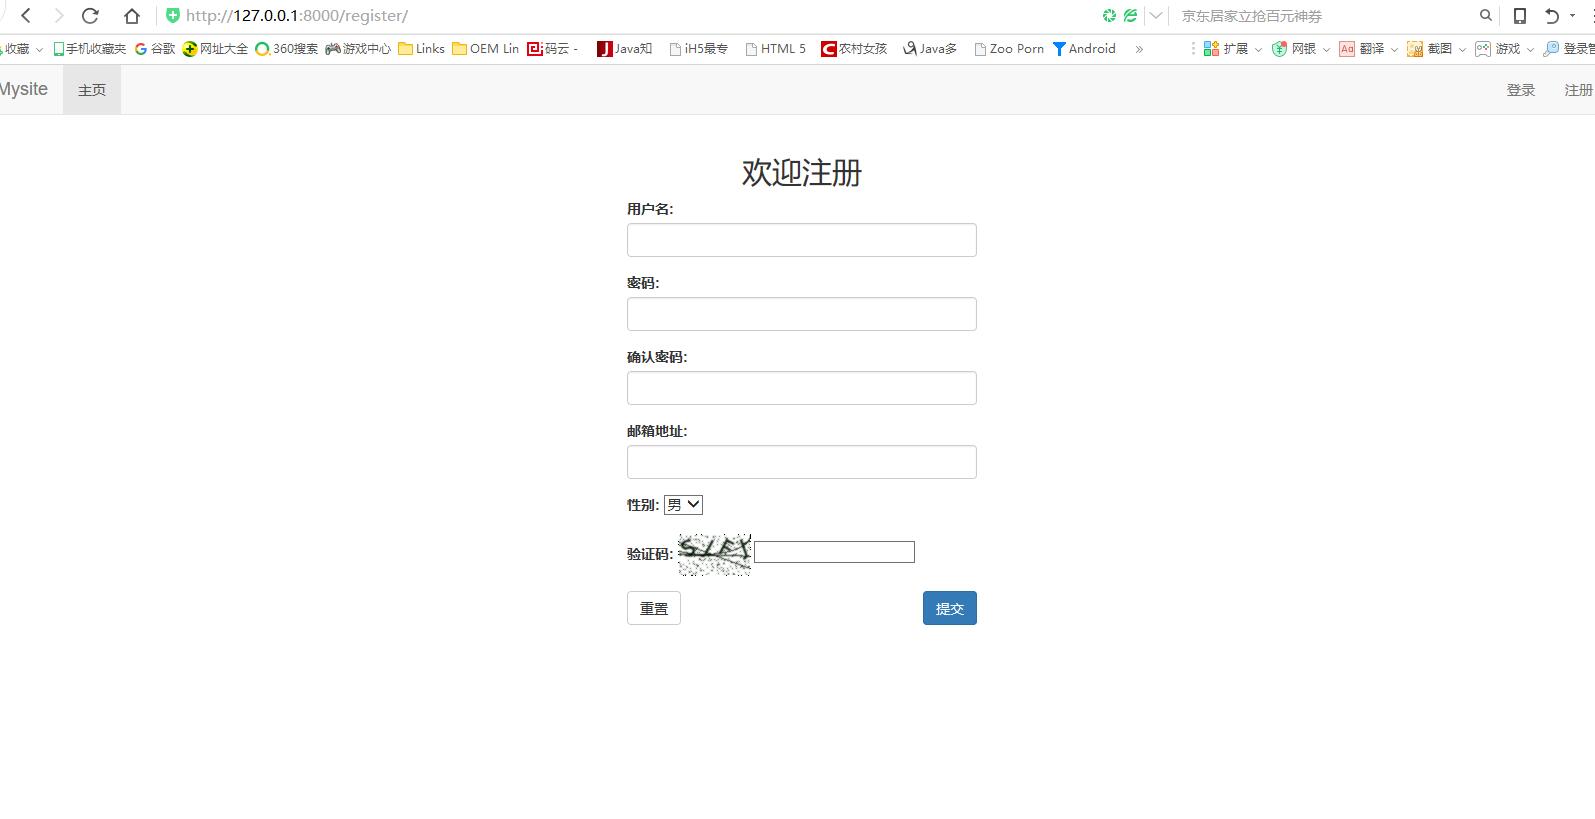 http://127.0.0.1:8000/register/ 京东居家立抢百元神券
收藏 手机收藏夹 谷歌 网址大全 360搜索 游戏中心 Links OEM Lin 码云 - Java知 iH5最专 HTML 5 农村女孩 Java多 Zoo Porn Android » 扩展 网银 翻译 截图 游戏 登录管
Mysite 主页 登录 注册
欢迎注册
用户名:
密码:
确认密码:
邮箱地址:
性别: 男
验证码:
重置 提交